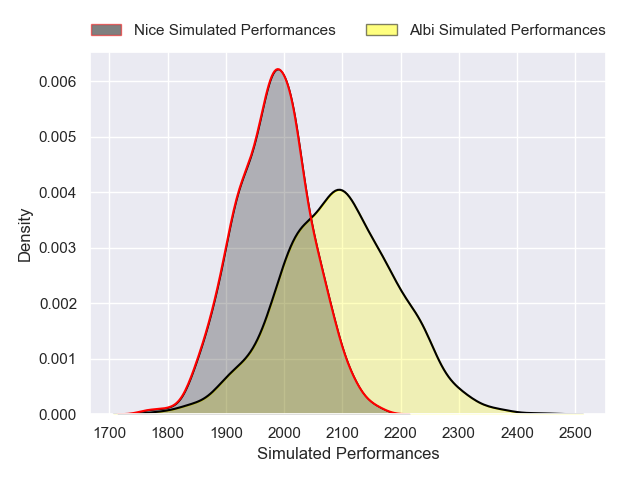 Nice Simulated Performances Albi Simulated Performances
0.006
0.005
0.004
0.003
0.002
0.001
0.000
Density
1700 1800 1900 2000 2100 2200 2300 2400 2500
Simulated Performances